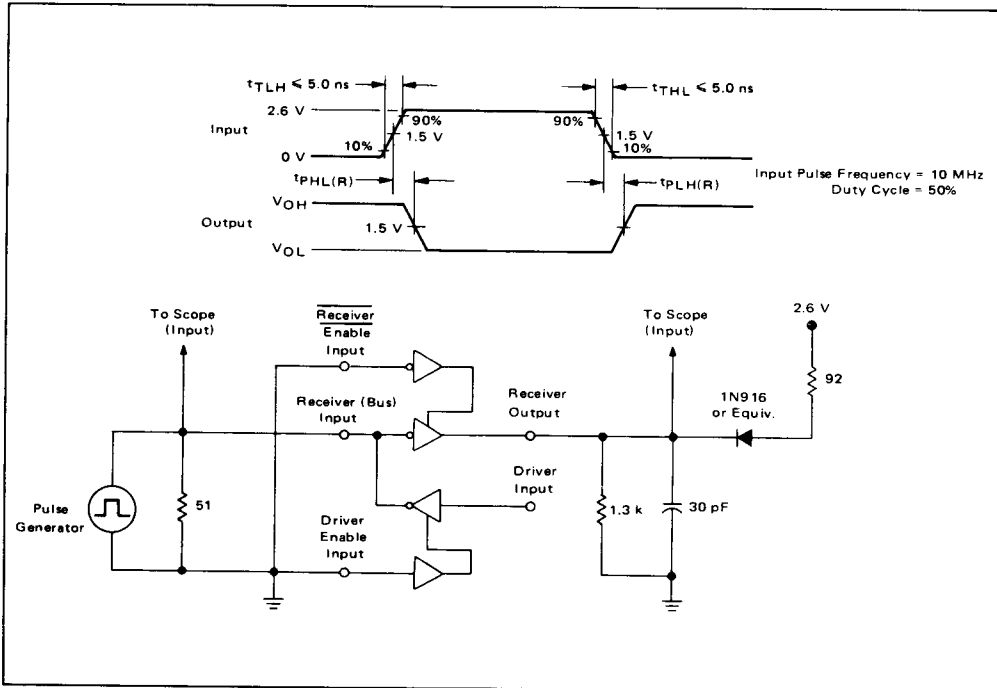 tTLH ≤ 5.0 ns
tTHL ≤ 5.0 ns
2.6 V
90%
90%
Input
1.5 V
1.5 V
10%
10%
0 V
Input Pulse Frequency = 10 MHz
Duty Cycle = 50%
tPHL(R)
tPLH(R)
VOH
Output
1.5 V
VOL
To Scope
(Input)
Receiver
Enable
Input
To Scope
(Input)
2.6 V
92
1N916
or Equiv.
Receiver (Bus)
Input
Receiver
Output
Driver
Input
Pulse
Generator
51
Driver
Enable
Input
1.3 k
30 pF